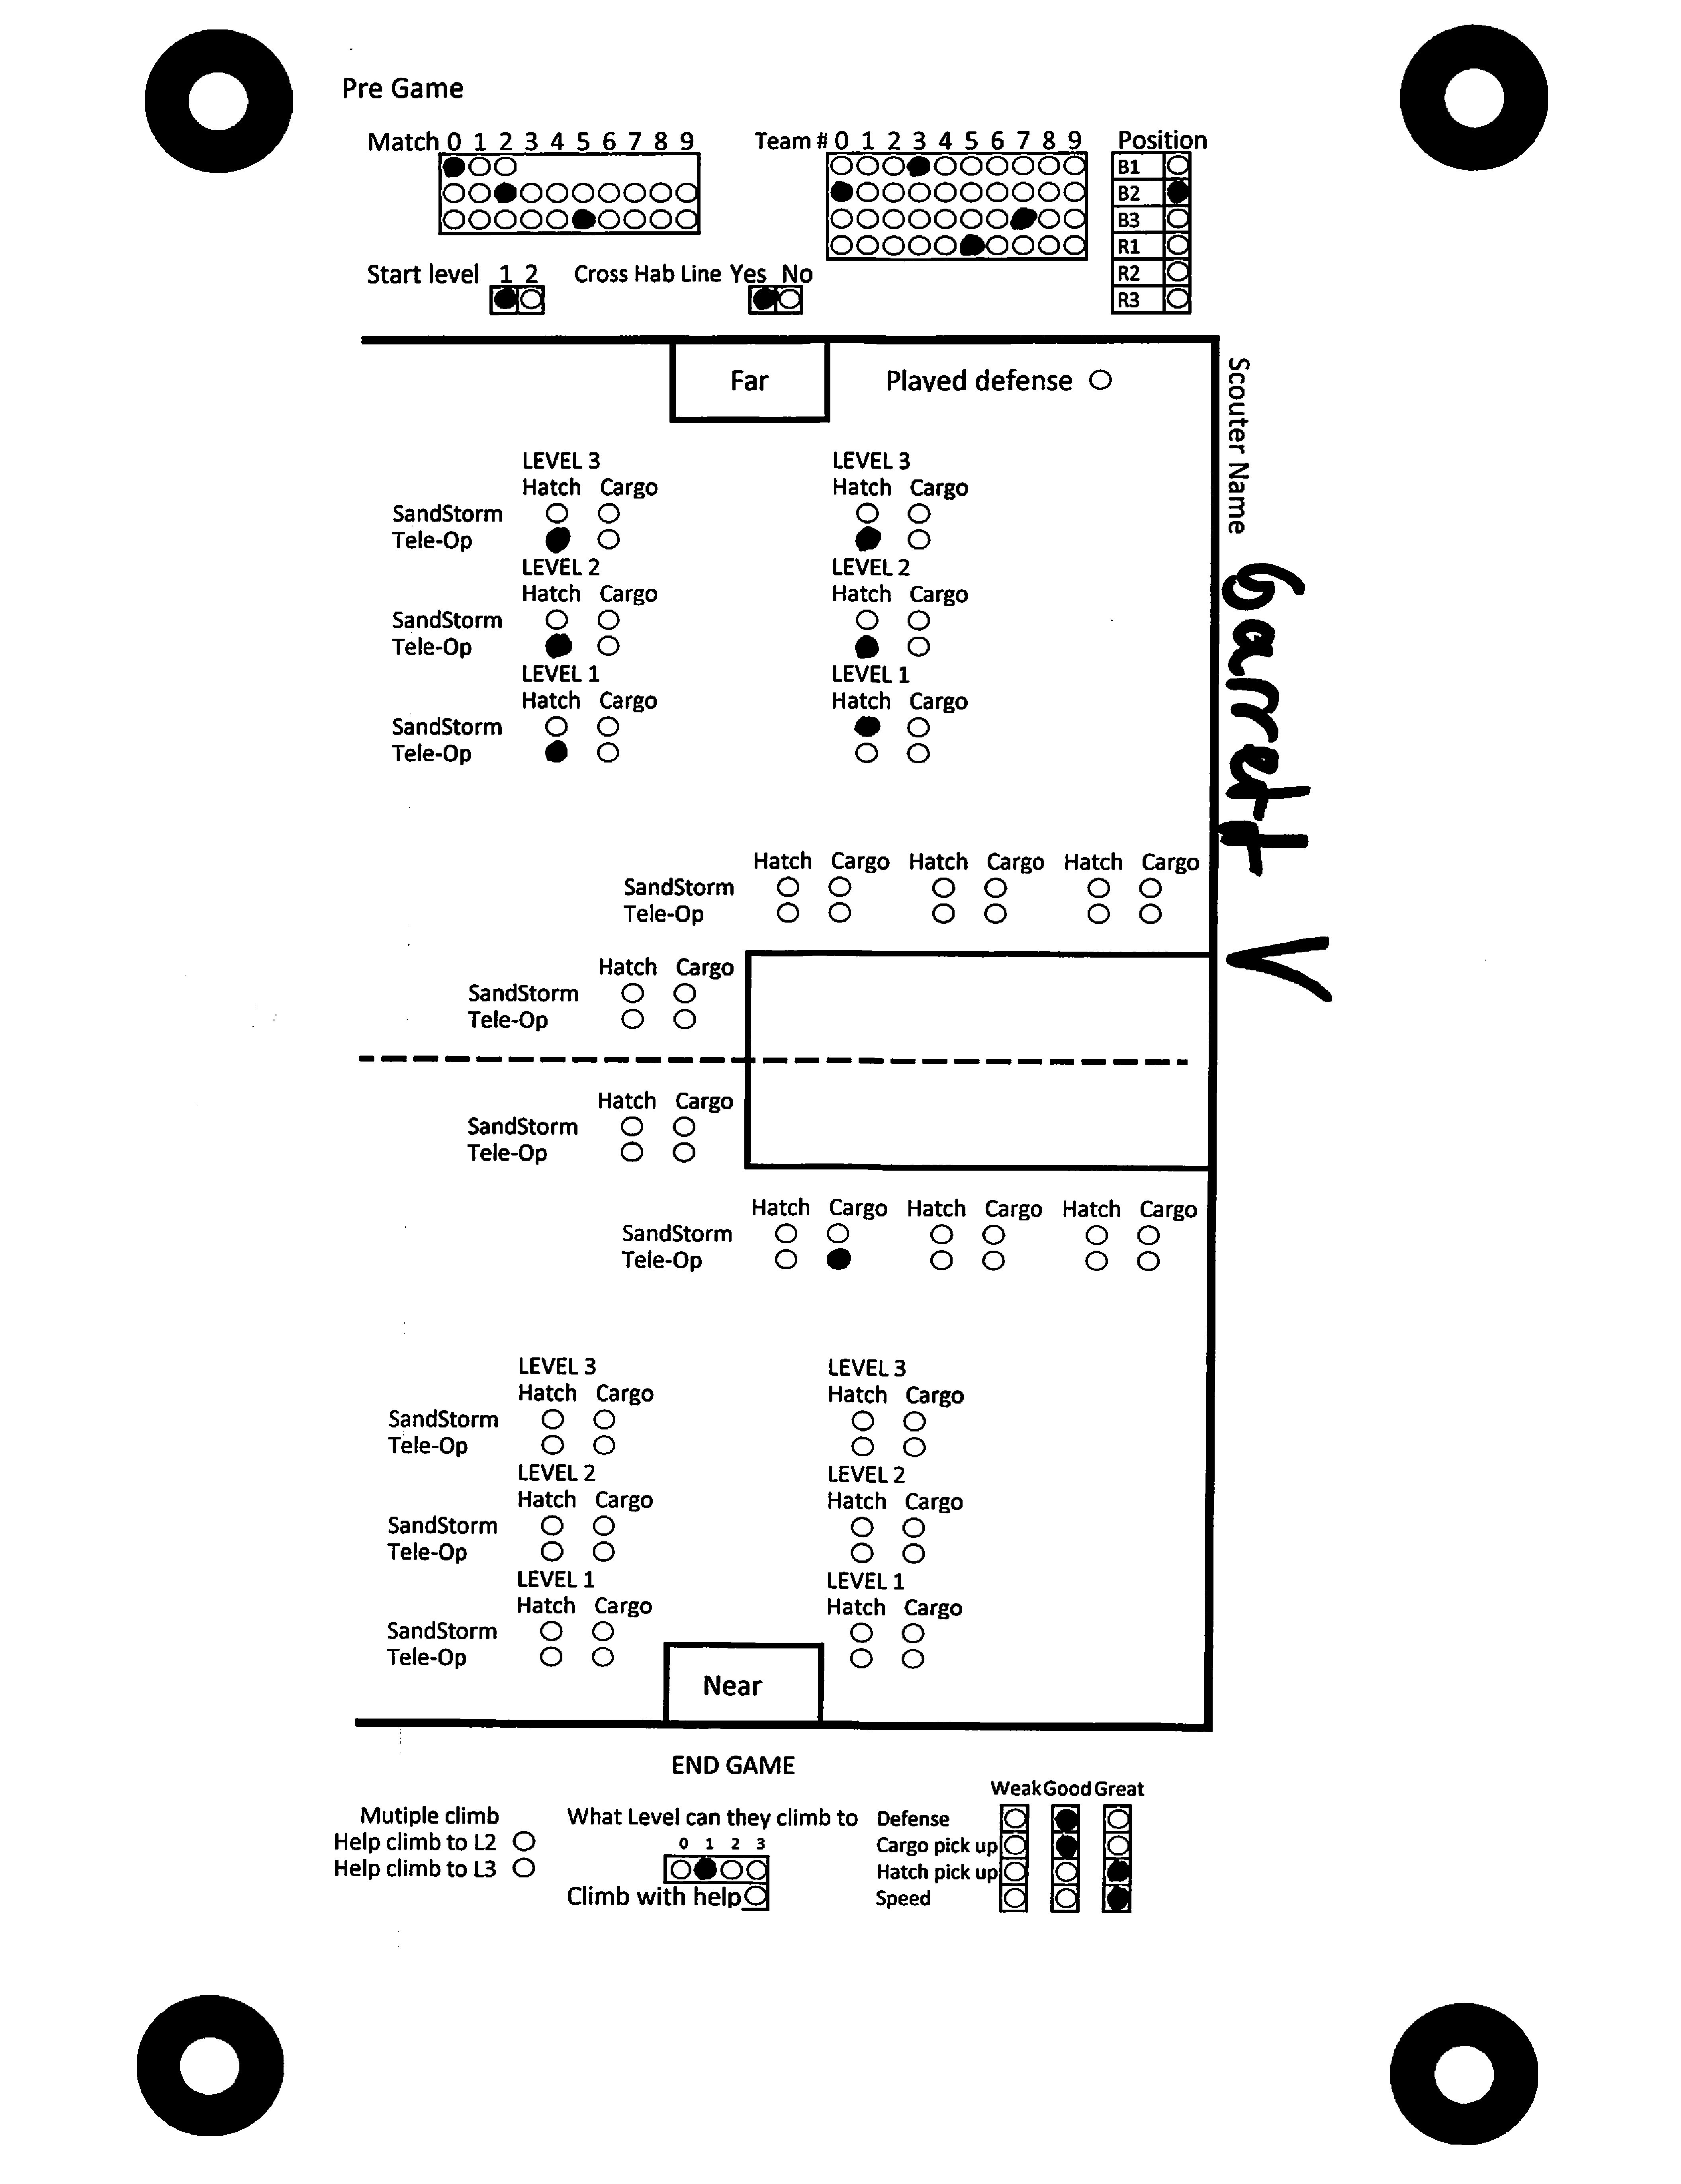 Pre Game
Match 0 1 2 3 4 5 6 7 8 9
Team # 0 1 2 3 4 5 6 7 8 9
Position
B1
B2
B3
R1
R2
R3
Start level 1 2
Cross Hab Line Yes No
Far
Played defense
Scouter Name
Garrett V
LEVEL 3 LEVEL 3
Hatch Cargo Hatch Cargo
SandStorm
Tele-Op
LEVEL 2 LEVEL 2
Hatch Cargo Hatch Cargo
SandStorm
Tele-Op
LEVEL 1 LEVEL 1
Hatch Cargo Hatch Cargo
SandStorm
Tele-Op
Hatch Cargo Hatch Cargo Hatch Cargo
SandStorm
Tele-Op
Hatch Cargo
SandStorm
Tele-Op
Hatch Cargo
SandStorm
Tele-Op
Hatch Cargo Hatch Cargo Hatch Cargo
SandStorm
Tele-Op
LEVEL 3 LEVEL 3
Hatch Cargo Hatch Cargo
SandStorm
Tele-Op
LEVEL 2 LEVEL 2
Hatch Cargo Hatch Cargo
SandStorm
Tele-Op
LEVEL 1 LEVEL 1
Hatch Cargo Hatch Cargo
SandStorm
Tele-Op
Near
END GAME
Mutiple climb
Help climb to L2
Help climb to L3
What Level can they climb to
0 1 2 3
Climb with help
Weak Good Great
Defense
Cargo pick up
Hatch pick up
Speed